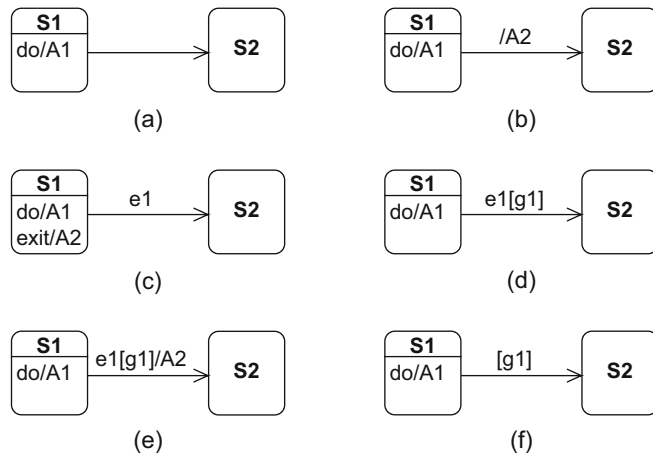 S1
do/A1
S2
(a)
S1
do/A1
/A2
S2
(b)
S1
do/A1
exit/A2
e1
S2
(c)
S1
do/A1
e1[g1]
S2
(d)
S1
do/A1
e1[g1]/A2
S2
(e)
S1
do/A1
[g1]
S2
(f)